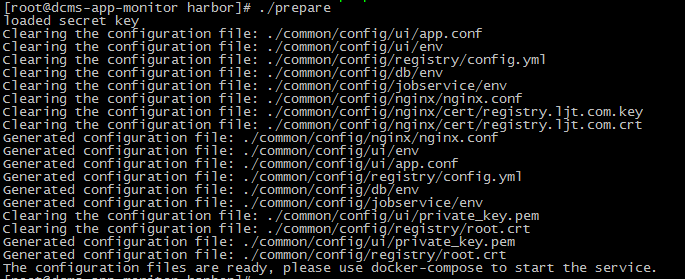 [root@dcms-app-monitor harbor]# ./prepare
loaded secret key
Clearing the configuration file: ./common/config/ui/app.conf
Clearing the configuration file: ./common/config/ui/env
Clearing the configuration file: ./common/config/registry/config.yml
Clearing the configuration file: ./common/config/db/env
Clearing the configuration file: ./common/config/jobservice/env
Clearing the configuration file: ./common/config/nginx/nginx.conf
Clearing the configuration file: ./common/config/nginx/cert/registry.ljt.com.key
Clearing the configuration file: ./common/config/nginx/cert/registry.ljt.com.crt
Generated configuration file: ./common/config/nginx/nginx.conf
Generated configuration file: ./common/config/ui/env
Generated configuration file: ./common/config/ui/app.conf
Generated configuration file: ./common/config/registry/config.yml
Generated configuration file: ./common/config/db/env
Generated configuration file: ./common/config/jobservice/env
Clearing the configuration file: ./common/config/ui/private_key.pem
Clearing the configuration file: ./common/config/registry/root.crt
Generated configuration file: ./common/config/ui/private_key.pem
Generated configuration file: ./common/config/registry/root.crt
The configuration files are ready, please use docker-compose to start the service.
[root@dcms-app-monitor harbor]#